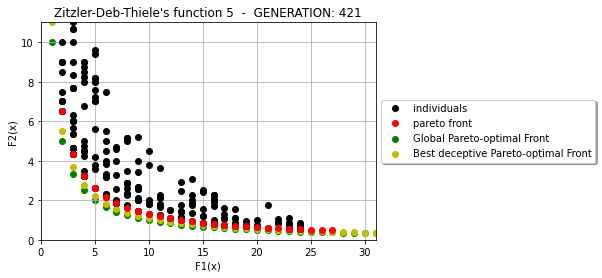 Zitzler-Deb-Thiele's function 5 - GENERATION: 421
F2(x)
10
8
6
4
2
0
0 5 10 15 20 25 30
F1(x)
individuals
pareto front
Global Pareto-optimal Front
Best deceptive Pareto-optimal Front